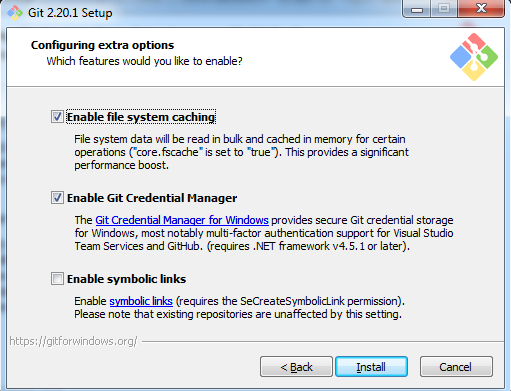 Git 2.20.1 Setup
Configuring extra options
Which features would you like to enable?
Enable file system caching
File system data will be read in bulk and cached in memory for certain
operations ("core.fscache" is set to "true"). This provides a significant
performance boost.
Enable Git Credential Manager
The Git Credential Manager for Windows provides secure Git credential storage
for Windows, most notably multi-factor authentication support for Visual Studio
Team Services and GitHub. (requires .NET framework v4.5.1 or later).
Enable symbolic links
Enable symbolic links (requires the SeCreateSymbolicLink permission).
Please note that existing repositories are unaffected by this setting.
https://gitforwindows.org/
< Back Install Cancel